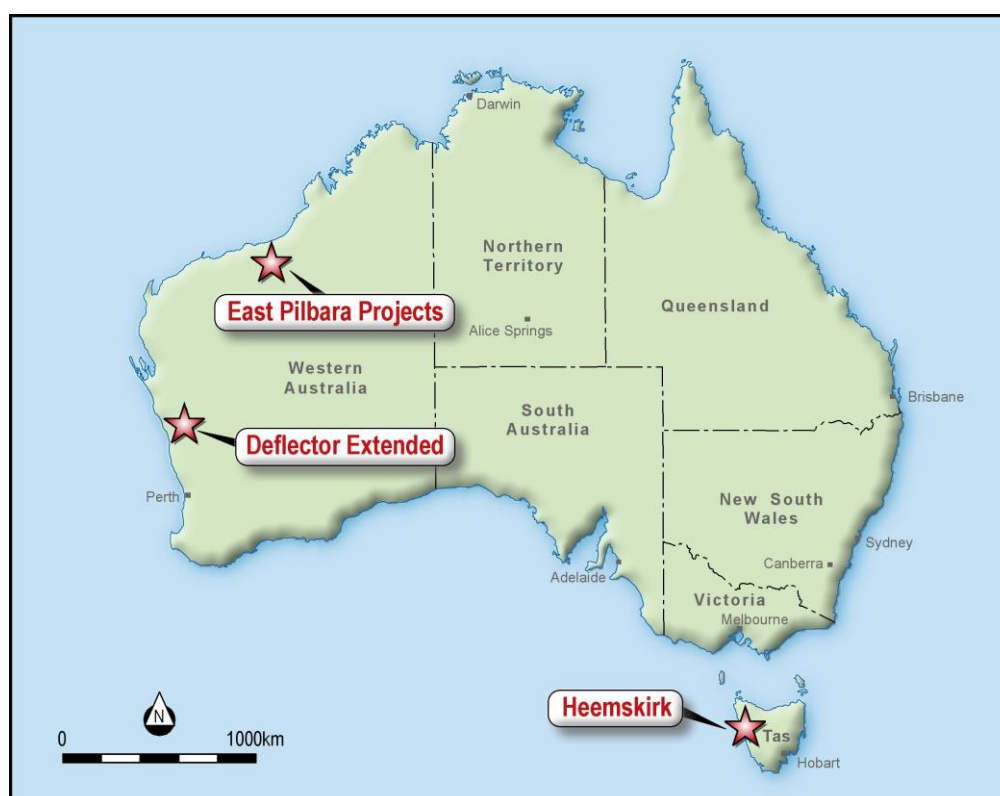 Darwin
Northern
Territory
Queensland
East Pilbara Projects
Alice Springs
Western
Australia
South
Australia
Brisbane
Deflector Extended
Perth
New South
Wales
Sydney
Canberra
Adelaide
Victoria
Melbourne
Heemskirk
Tas
Hobart
N
0
1000km